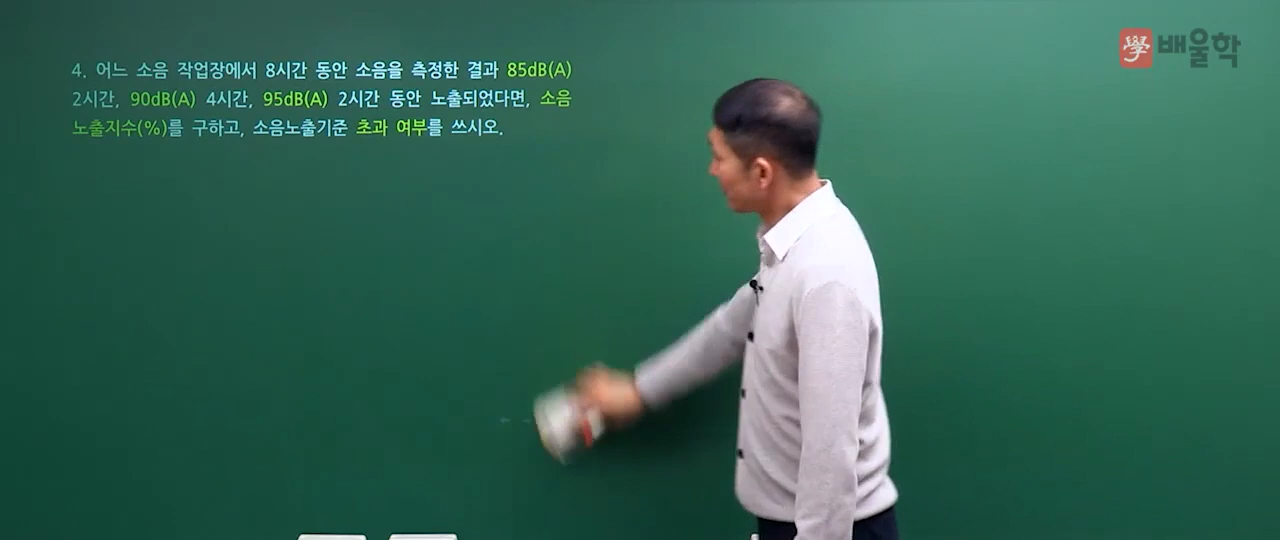 4. 어느 소음 작업장에서 8시간 동안 소음을 측정한 결과 85dB(A)
2시간, 90dB(A) 4시간, 95dB(A) 2시간 동안 노출되었다면, 소음
노출지수(%)를 구하고, 소음노출기준 초과 여부를 쓰시오.
學 배울학